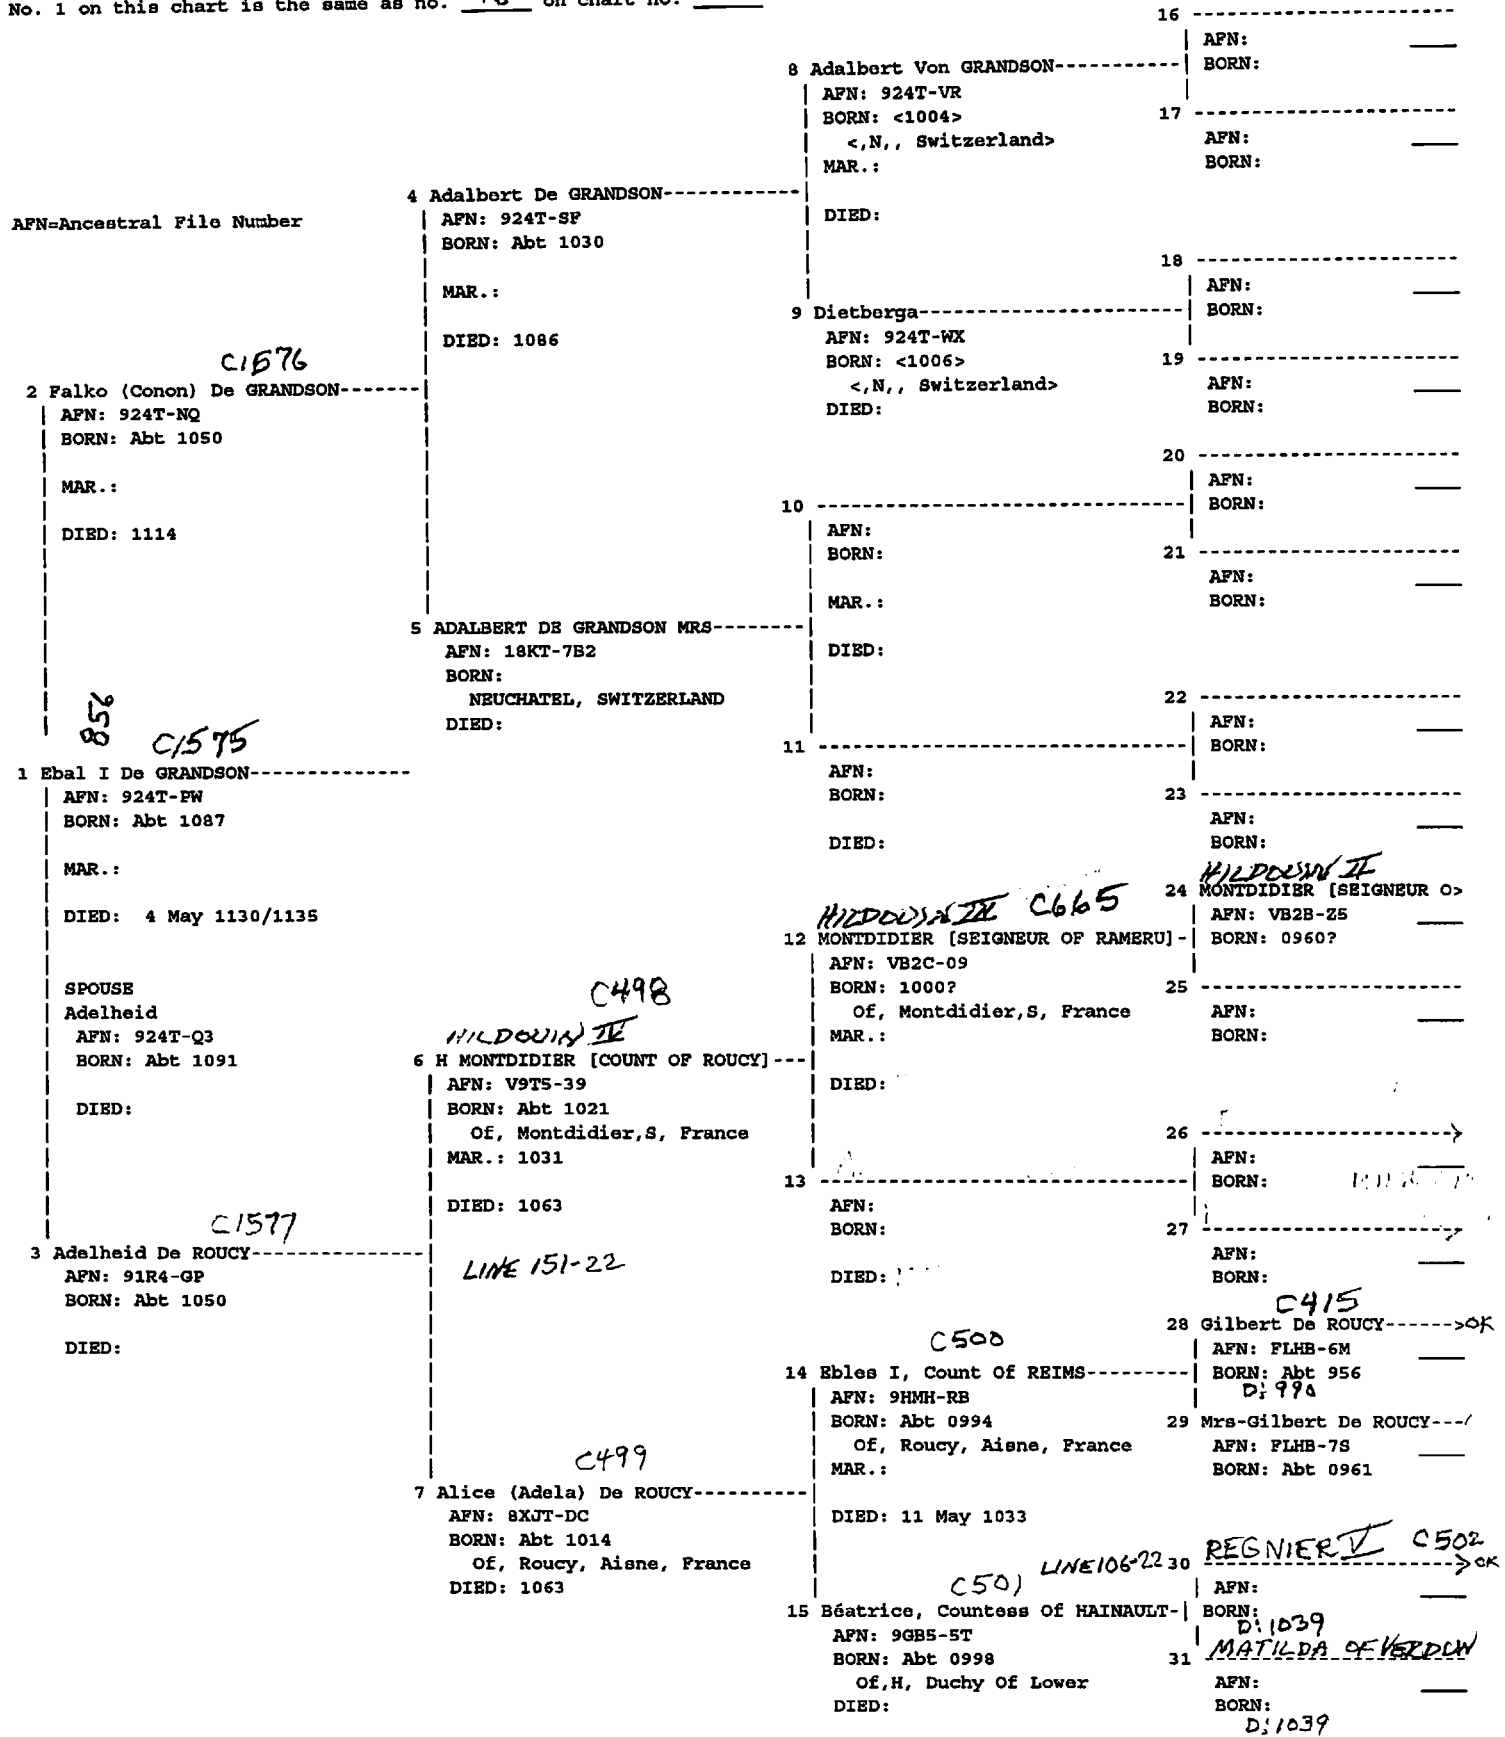 No. 1 on this chart is the same as no. on chart no.
16
AFN:
BORN:
8 Adalbert Von GRANDSON
AFN: 924T-VR
BORN: <1004>
<,N,, Switzerland>
MAR.:
DIED:
17
AFN:
BORN:
4 Adalbert De GRANDSON
AFN: 924T-SF
BORN: Abt 1030
MAR.:
DIED: 1086
AFN=Ancestral File Number
18
AFN:
BORN:
9 Dietberga
AFN: 924T-WX
BORN: <1006>
<,N,, Switzerland>
DIED:
19
AFN:
BORN:
C1576
2 Falko (Conon) De GRANDSON
AFN: 924T-NQ
BORN: Abt 1050
MAR.:
DIED: 1114
20
AFN:
BORN:
10
AFN:
BORN:
MAR.:
DIED:
21
AFN:
BORN:
5 ADALBERT DE GRANDSON MRS
AFN: 18KT-7B2
BORN:
NEUCHATEL, SWITZERLAND
DIED:
22
AFN:
BORN:
11
AFN:
BORN:
DIED:
23
AFN:
BORN:
856
C1575
1 Ebal I De GRANDSON
AFN: 924T-PW
BORN: Abt 1087
MAR.:
DIED: 4 May 1130/1135
SPOUSE
Adelheid
AFN: 924T-Q3
BORN: Abt 1091
DIED:
HILDOUIN II
24 MONTDIDIER [SEIGNEUR O>
AFN: VB2B-Z5
BORN: 0960?
HILDOUIN III C665
12 MONTDIDIER [SEIGNEUR OF RAMERU]
AFN: VB2C-09
BORN: 1000?
Of, Montdidier,S, France
MAR.:
DIED:
25
AFN:
BORN:
C498
HILDOUIN IV
6 H MONTDIDIER [COUNT OF ROUCY]
AFN: V9T5-39
BORN: Abt 1021
Of, Montdidier,S, France
MAR.: 1031
DIED: 1063
LINE 151-22
26
AFN:
BORN:
13
AFN:
BORN:
DIED:
27
AFN:
BORN:
C1577
3 Adelheid De ROUCY
AFN: 91R4-GP
BORN: Abt 1050
DIED:
C415
28 Gilbert De ROUCY------>OK
AFN: FLHB-6M
BORN: Abt 956
D: 990
C500
14 Ebles I, Count Of REIMS
AFN: 9HMH-RB
BORN: Abt 0994
Of, Roucy, Aisne, France
MAR.:
DIED: 11 May 1033
29 Mrs-Gilbert De ROUCY---/
AFN: FLHB-7S
BORN: Abt 0961
C499
7 Alice (Adela) De ROUCY
AFN: 8XJT-DC
BORN: Abt 1014
Of, Roucy, Aisne, France
DIED: 1063
REGNIER V C502
LINE 106-22 30 ------> OK
AFN:
BORN:
D: 1039
C501
15 Béatrice, Countess Of HAINAULT
AFN: 9GB5-5T
BORN: Abt 0998
Of,H, Duchy Of Lower
DIED:
MATILDA OF VERDUN
31
AFN:
BORN:
D: 1039